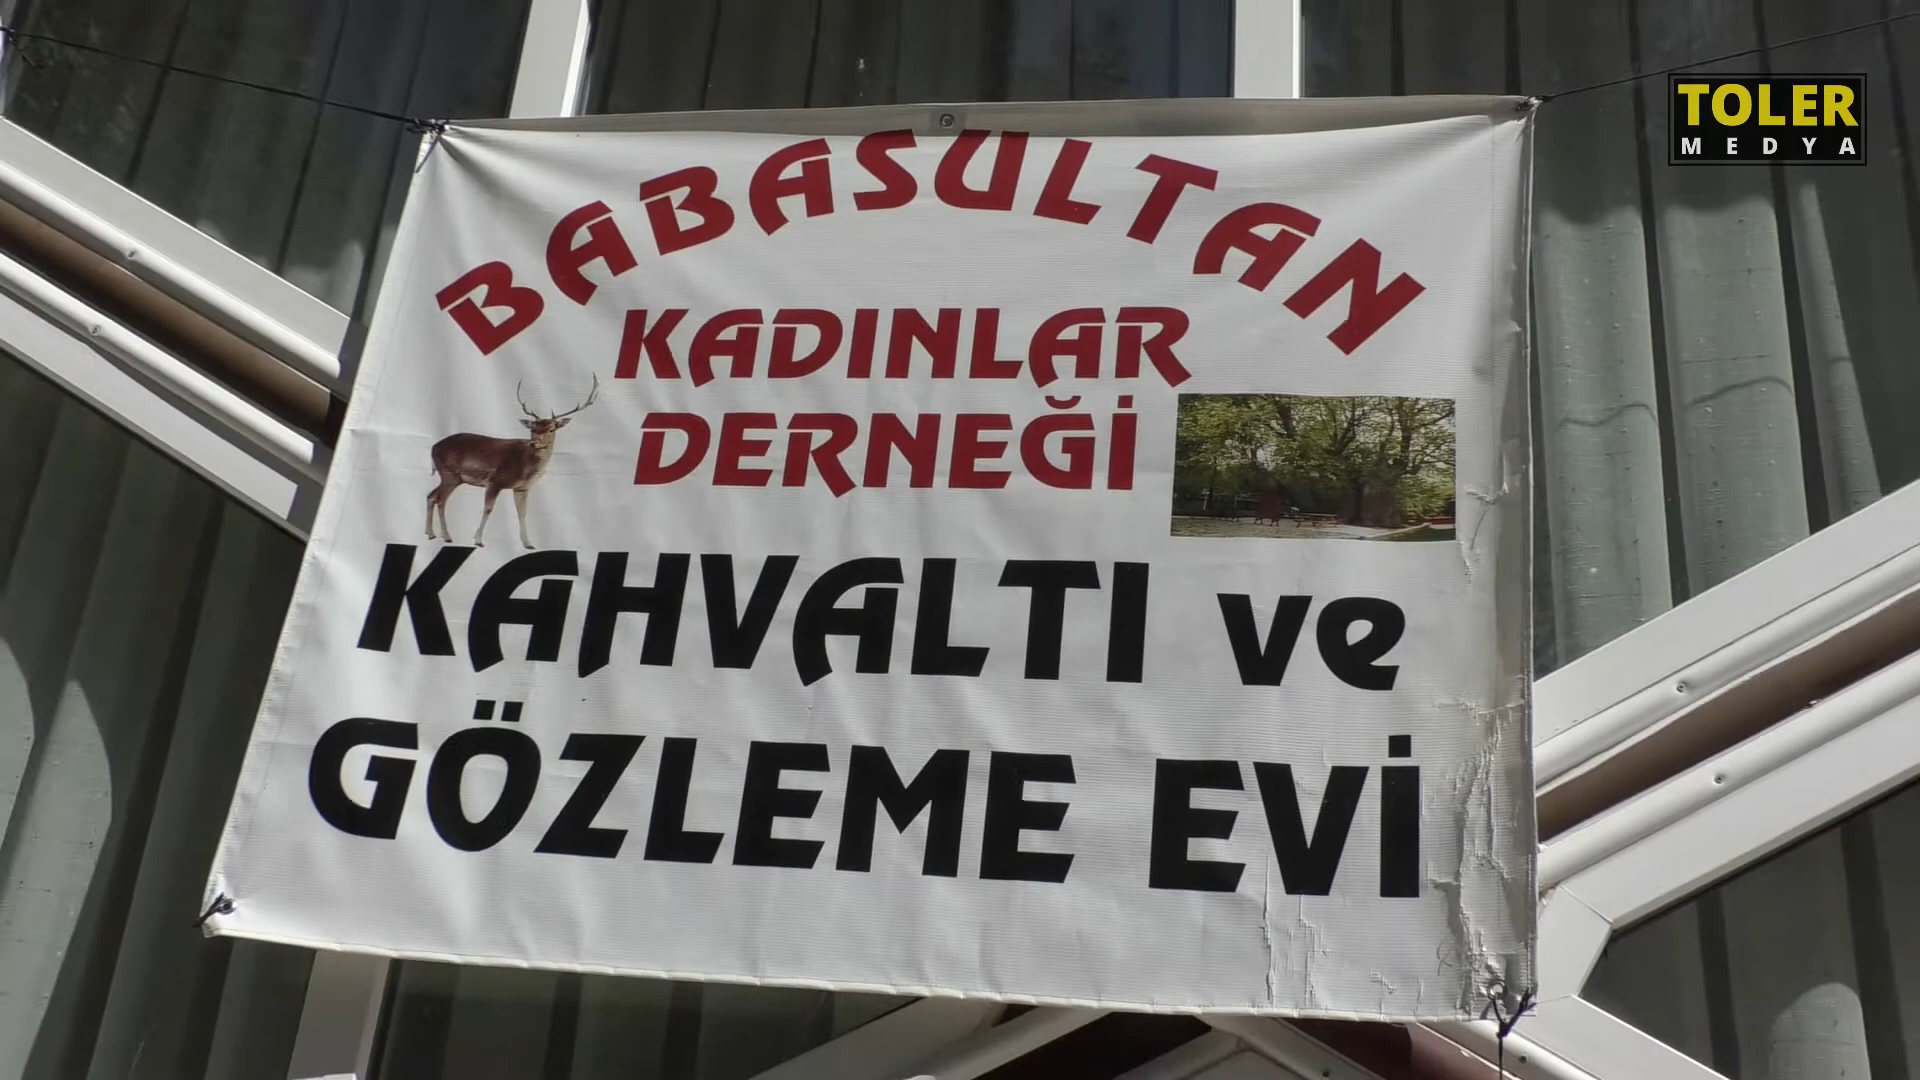 TOLER
MEDYA
BABASULTAN
KADINLAR
DERNEĞİ
KAHVALTI ve
GÖZLEME EVİ